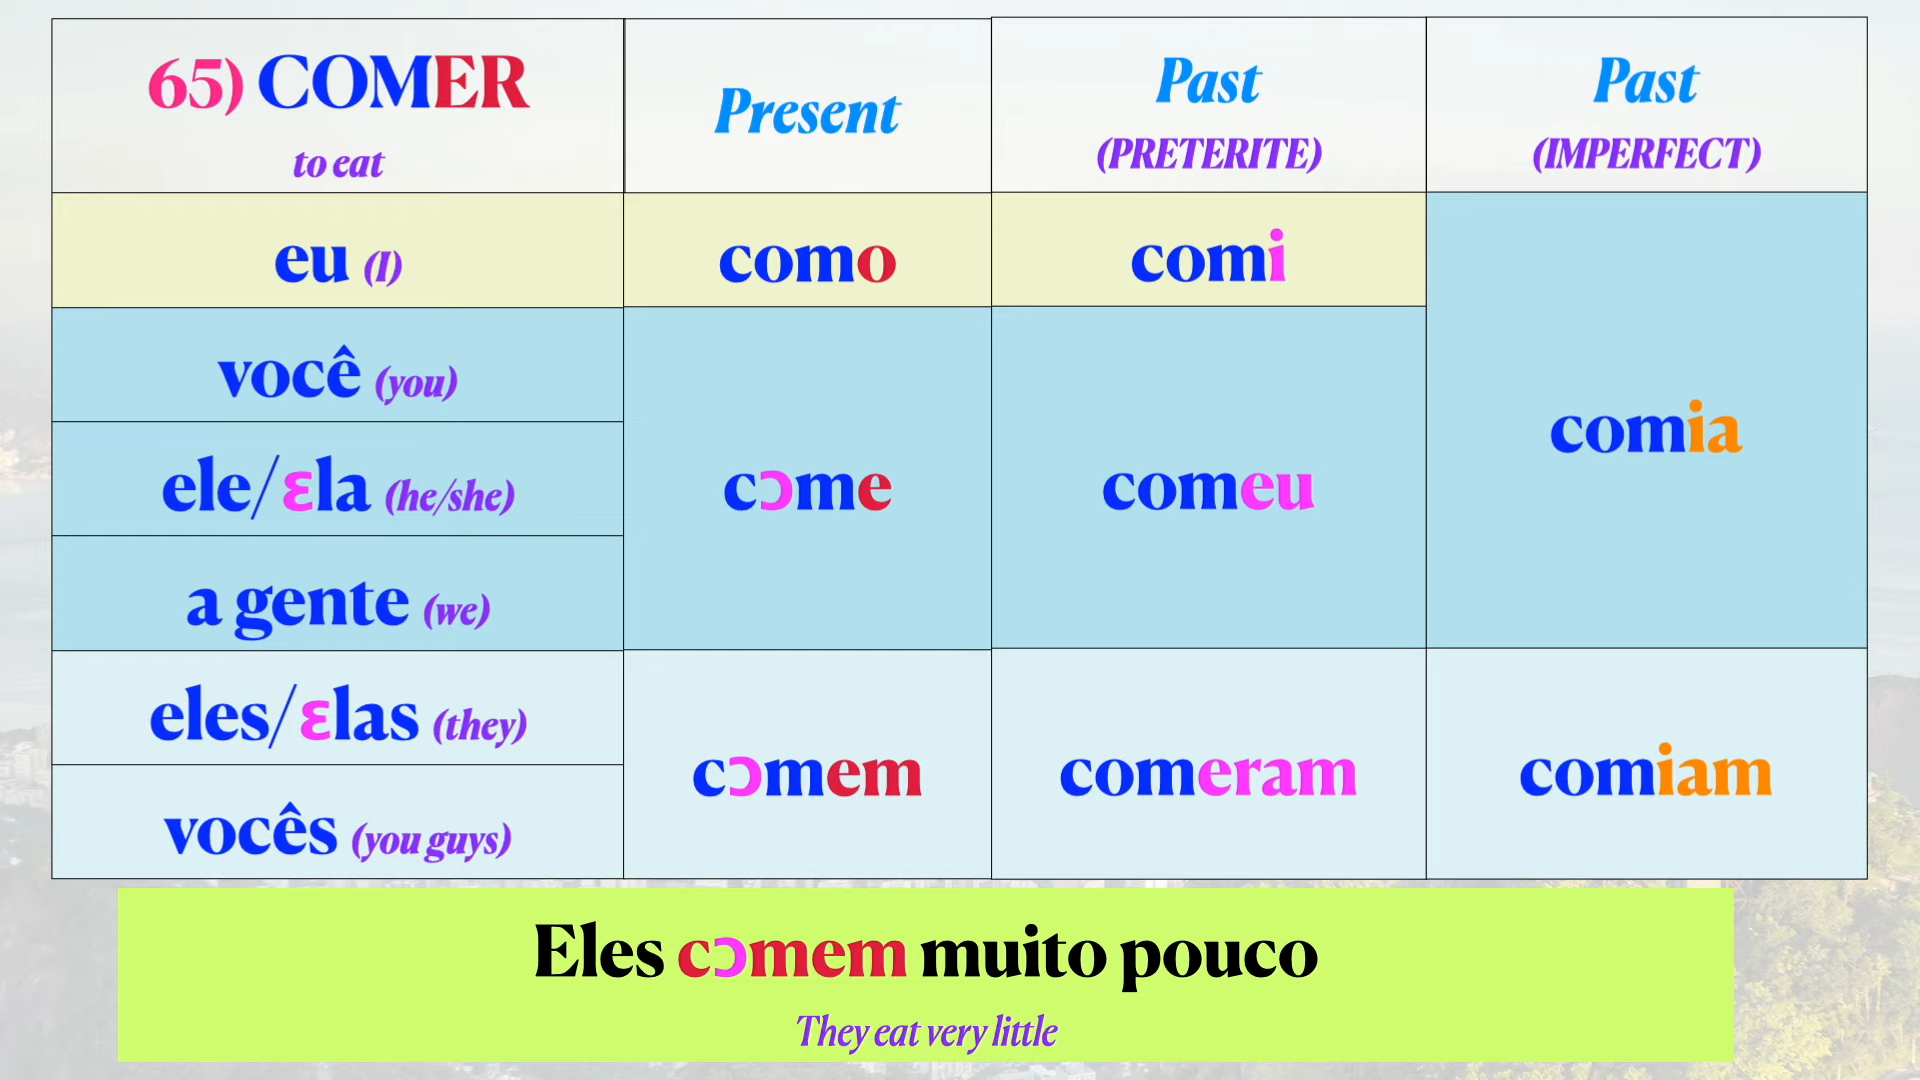 65) COMER
to eat
Present
Past
(PRETERITE)
Past
(IMPERFECT)
eu (I)
como
comi
comia
você (you)
ele/ɛla (he/she)
a gente (we)
cɔme
comeu
eles/ɛlas (they)
vocês (you guys)
cɔmem
comeram
comiam
Eles cɔmem muito pouco
They eat very little